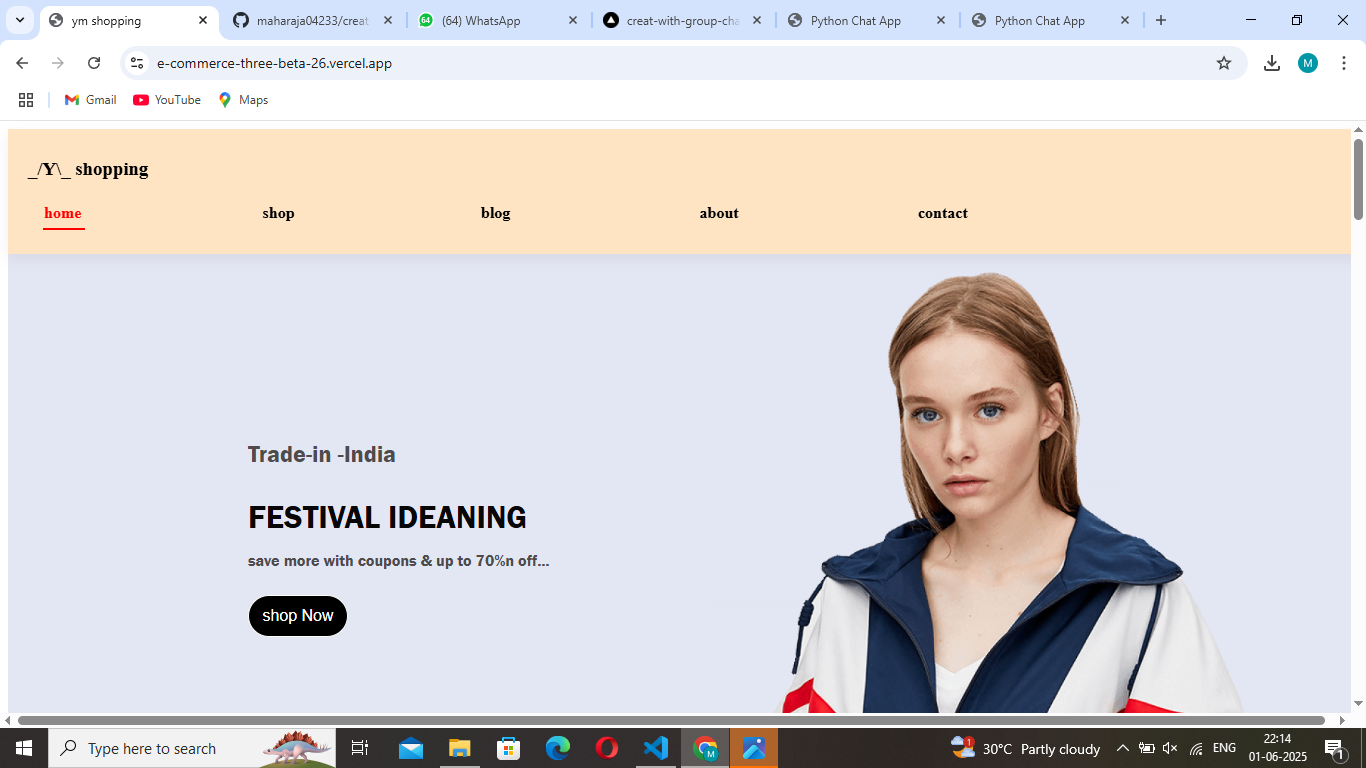 ym shopping
maharaja04233/creat
(64) WhatsApp
creat-with-group-cha
Python Chat App
Python Chat App
e-commerce-three-beta-26.vercel.app
M
Gmail
YouTube
Maps
_/Y\_ shopping
home shop blog about contact
Trade-in -India
FESTIVAL IDEANING
save more with coupons & up to 70%n off...
shop Now
Type here to search
30°C Partly cloudy
ENG
22:14
01-06-2025
1